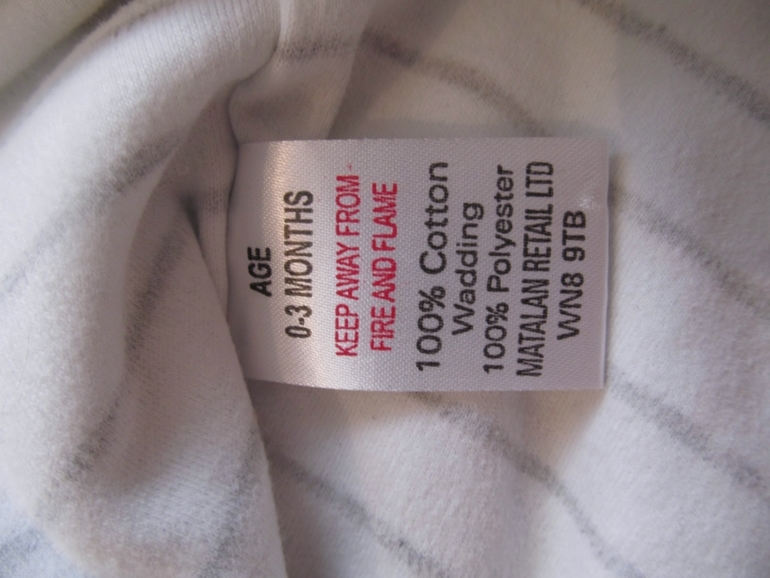 AGE
0-3 MONTHS
KEEP AWAY FROM
FIRE AND FLAME
100% Cotton
Wadding
100% Polyester
MATALAN RETAIL LTD
WN8 9TB